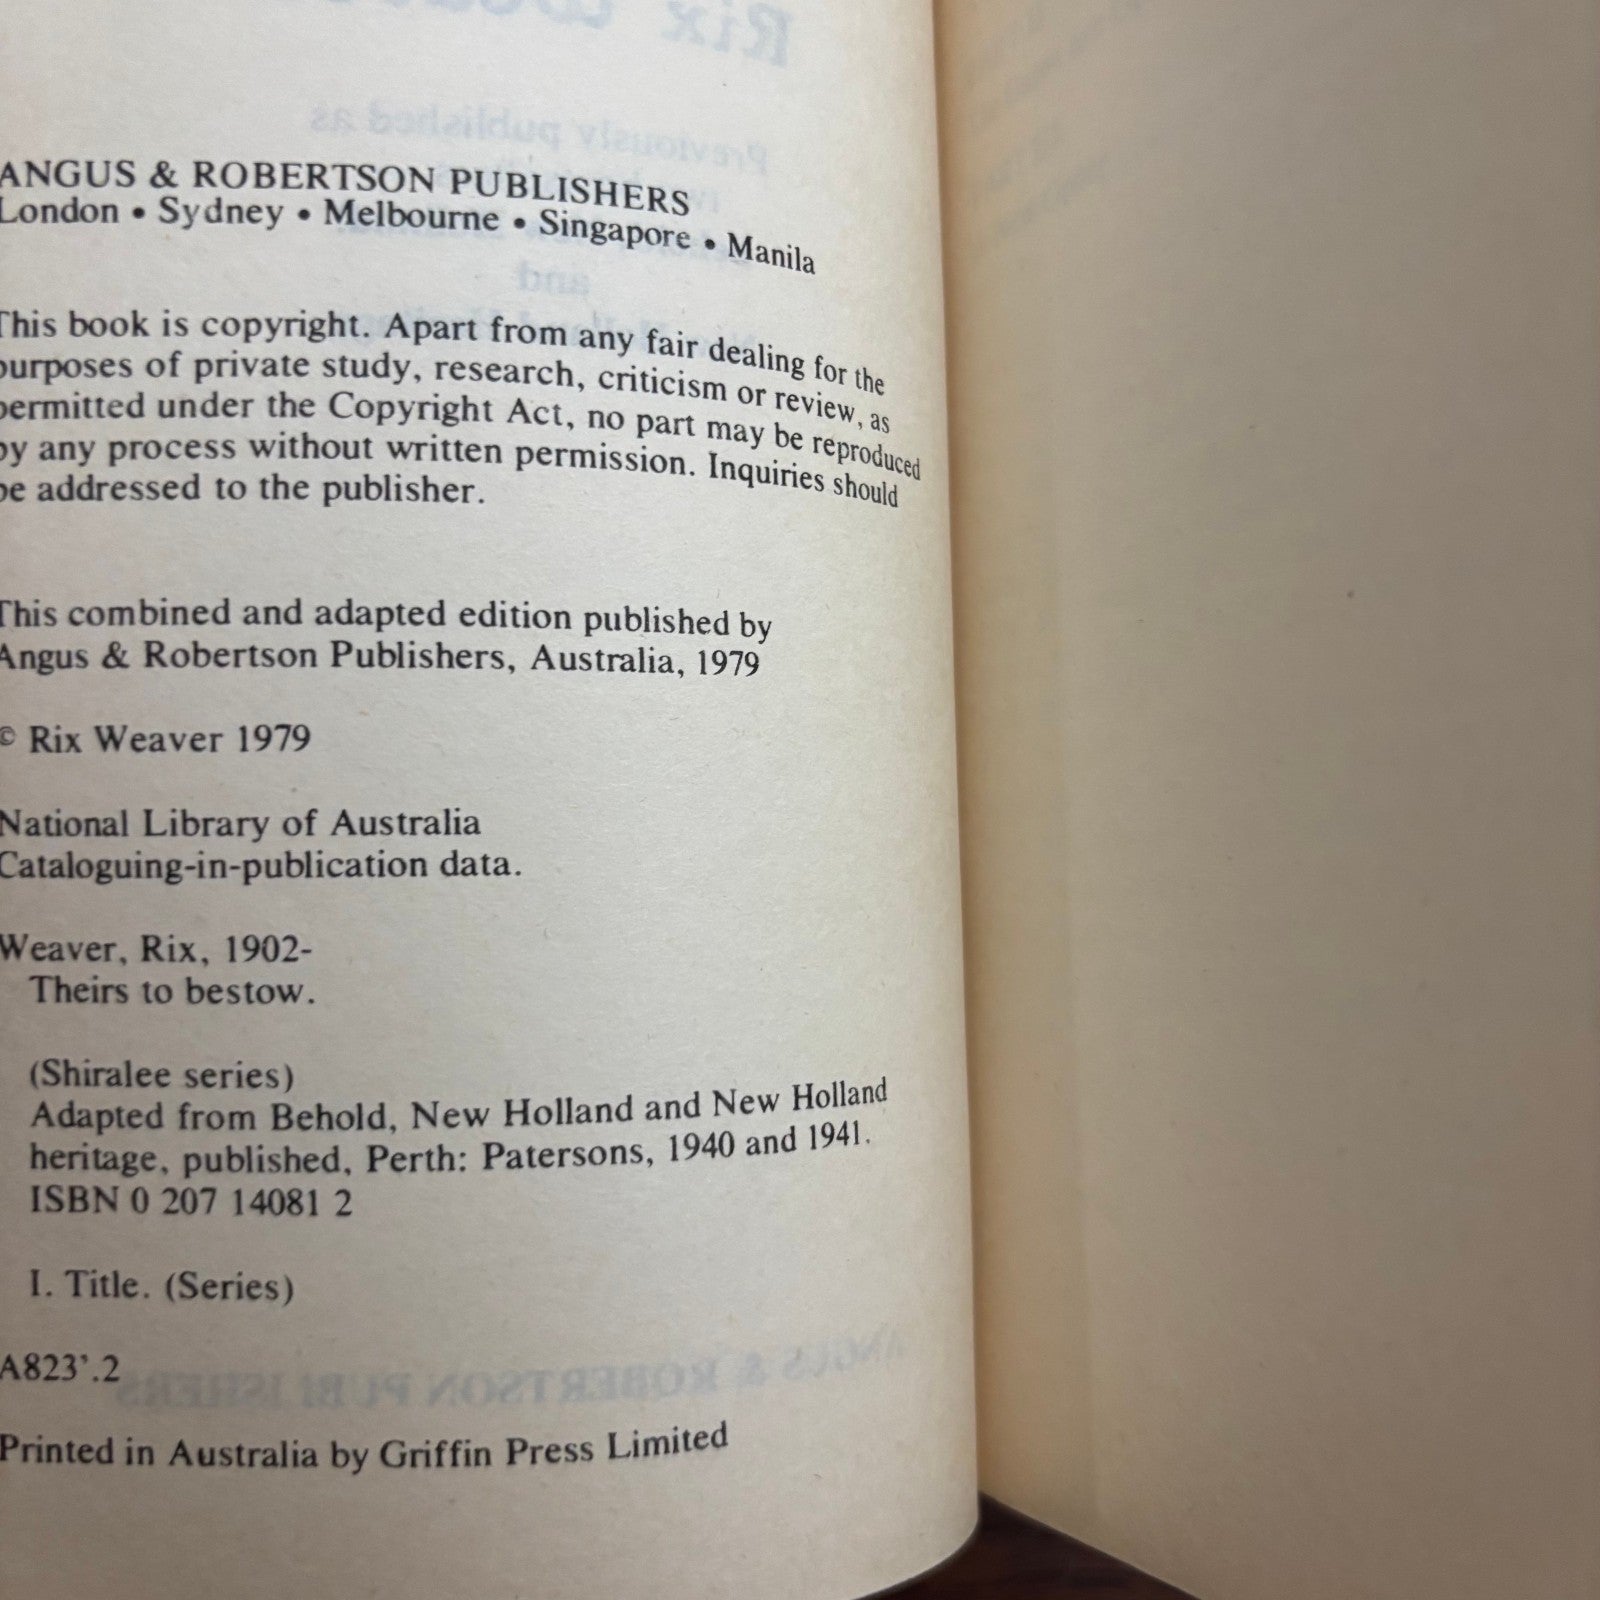 ANGUS & ROBERTSON PUBLISHERS
London • Sydney • Melbourne • Singapore • Manila
This book is copyright. Apart from any fair dealing for the
purposes of private study, research, criticism or review, as
permitted under the Copyright Act, no part may be reproduced
by any process without written permission. Inquiries should
be addressed to the publisher.
This combined and adapted edition published by
Angus & Robertson Publishers, Australia, 1979
© Rix Weaver 1979
National Library of Australia
Cataloguing-in-publication data.
Weaver, Rix, 1902-
Theirs to bestow.
(Shiralee series)
Adapted from Behold, New Holland and New Holland
heritage, published, Perth: Patersons, 1940 and 1941.
ISBN 0 207 14081 2
I. Title. (Series)
A823'.2
Printed in Australia by Griffin Press Limited